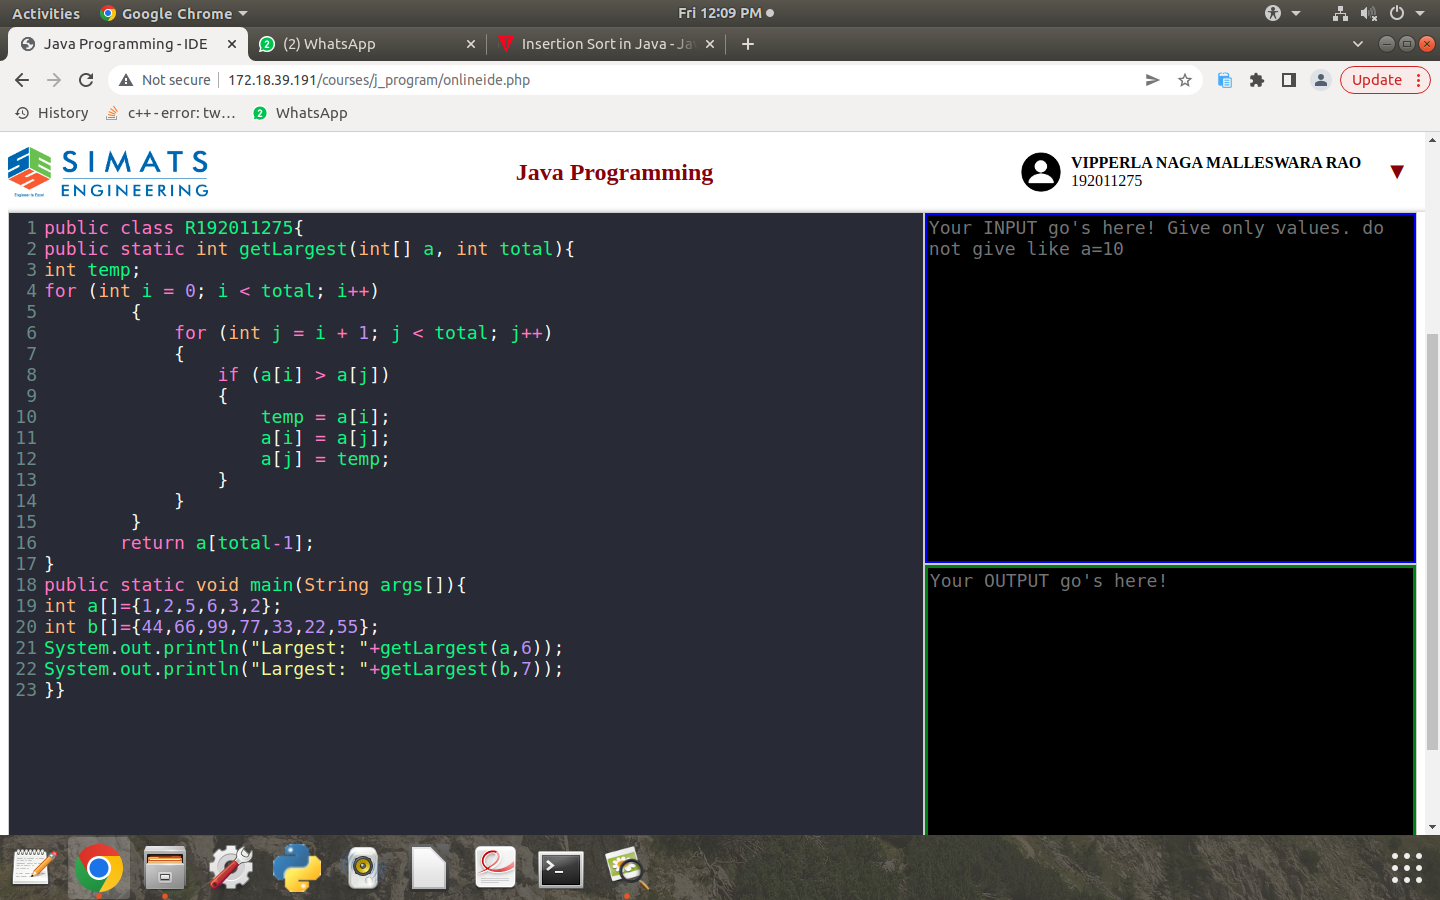 Activities Google Chrome Fri 12:09 PM
Java Programming - IDE (2) WhatsApp Insertion Sort in Java - Ja
Not secure 172.18.39.191/courses/j_program/onlineide.php Update
History c++ - error: tw... WhatsApp
SIMATS
ENGINEERING
Java Programming
VIPPERLA NAGA MALLESWARA RAO
192011275
1 public class R192011275{
2 public static int getLargest(int[] a, int total){
3 int temp;
4 for (int i = 0; i < total; i++)
5         {
6             for (int j = i + 1; j < total; j++)
7             {
8                 if (a[i] > a[j])
9                 {
10                     temp = a[i];
11                     a[i] = a[j];
12                     a[j] = temp;
13                 }
14             }
15         }
16        return a[total-1];
17 }
18 public static void main(String args[]){
19 int a[]={1,2,5,6,3,2};
20 int b[]={44,66,99,77,33,22,55};
21 System.out.println("Largest: "+getLargest(a,6));
22 System.out.println("Largest: "+getLargest(b,7));
23 }}
Your INPUT go's here! Give only values. do
not give like a=10
Your OUTPUT go's here!